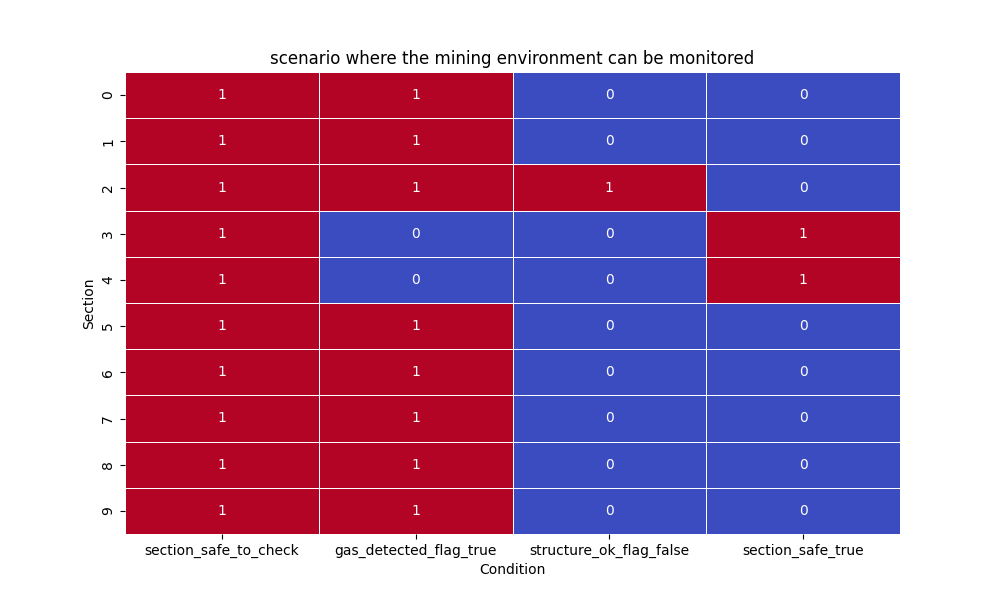 scenario where the mining environment can be monitored
0 1 1 0 0
1 1 1 0 0
2 1 1 1 0
3 1 0 0 1
4 1 0 0 1
Section
5 1 1 0 0
6 1 1 0 0
7 1 1 0 0
8 1 1 0 0
9 1 1 0 0
section_safe_to_check gas_detected_flag_true structure_ok_flag_false section_safe_true
Condition